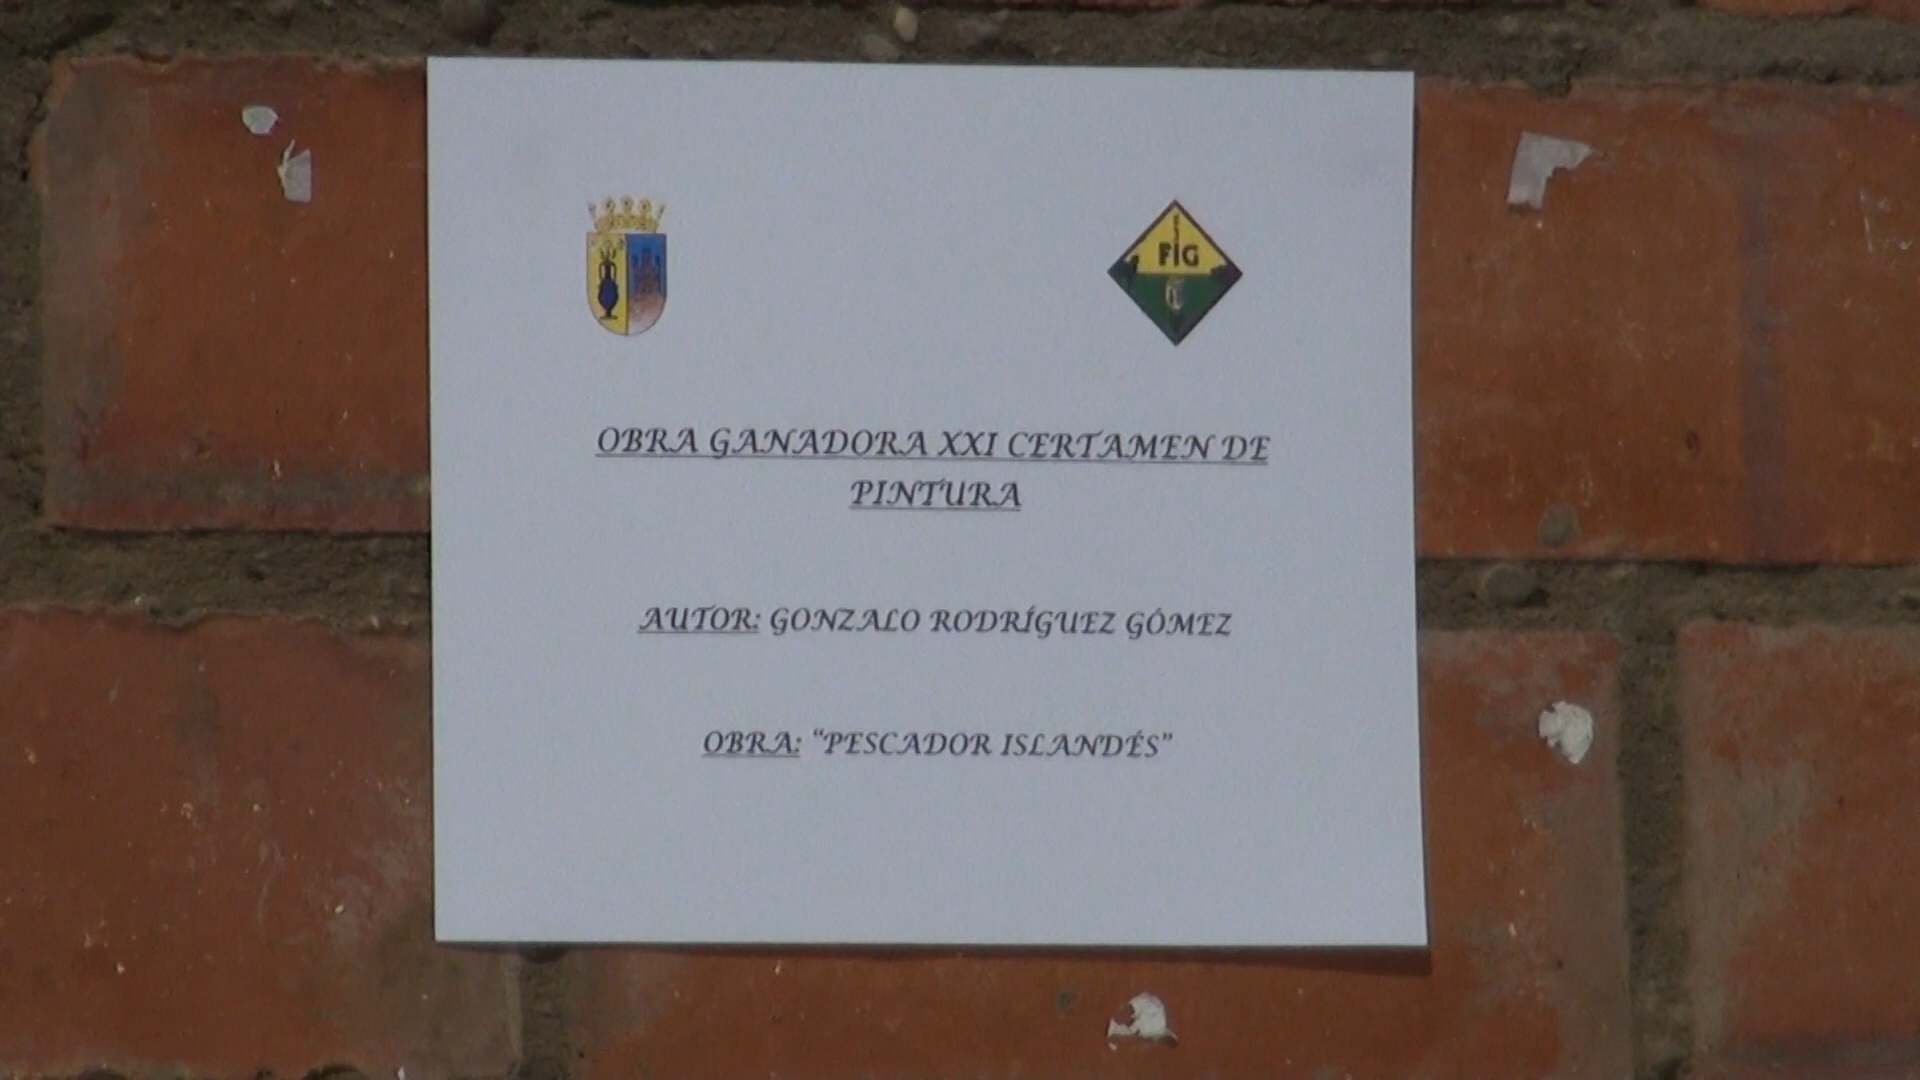 FIG
OBRA GANADORA XXI CERTAMEN DE
PINTURA
AUTOR: GONZALO RODRÍGUEZ GÓMEZ
OBRA: “PESCADOR ISLANDÉS”